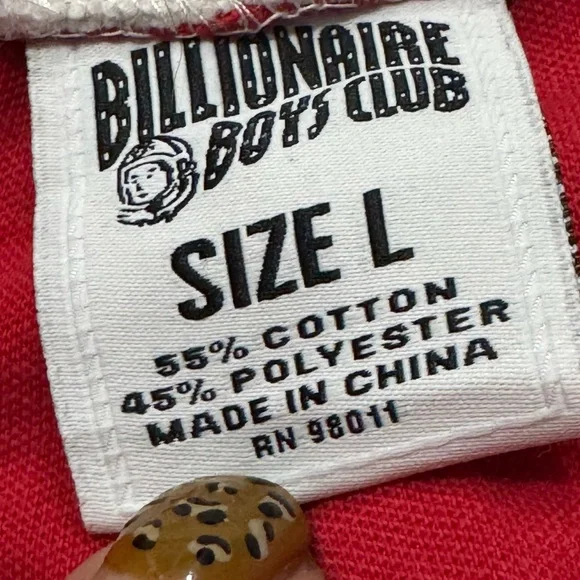 BILLIONAIRE
BOYS CLUB
SIZE L
55% COTTON
45% POLYESTER
MADE IN CHINA
RN 98011